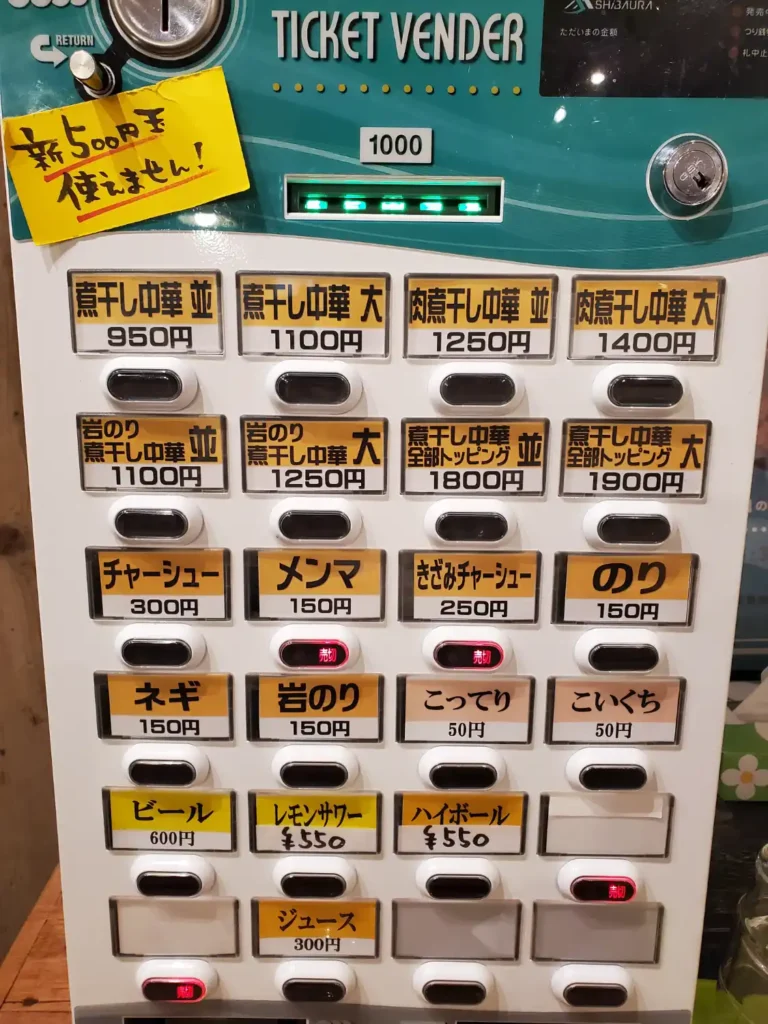 RETURN
TICKET VENDER
SHIBAURA
ただいまの金額
新500円玉
使えません!
1000
煮干し中華 並
950円
煮干し中華 大
1100円
肉煮干し中華 並
1250円
肉煮干し中華 大
1400円
岩のり
煮干し中華 並
1100円
岩のり
煮干し中華 大
1250円
煮干し中華
全部トッピング 並
1800円
煮干し中華
全部トッピング 大
1900円
チャーシュー
300円
メンマ
150円
きざみチャーシュー
250円
のり
150円
売切
売切
ネギ
150円
岩のり
150円
こってり
50円
こいくち
50円
ビール
600円
レモンサワー
¥550
ハイボール
¥550
売切
ジュース
300円
売切